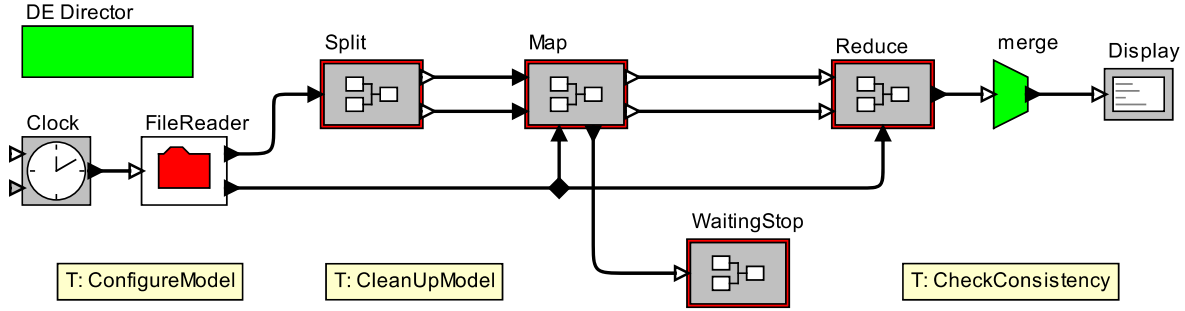 DE Director
Split
Map
Reduce
merge
Display
Clock
FileReader
WaitingStop
T: ConfigureModel
T: CleanUpModel
T: CheckConsistency